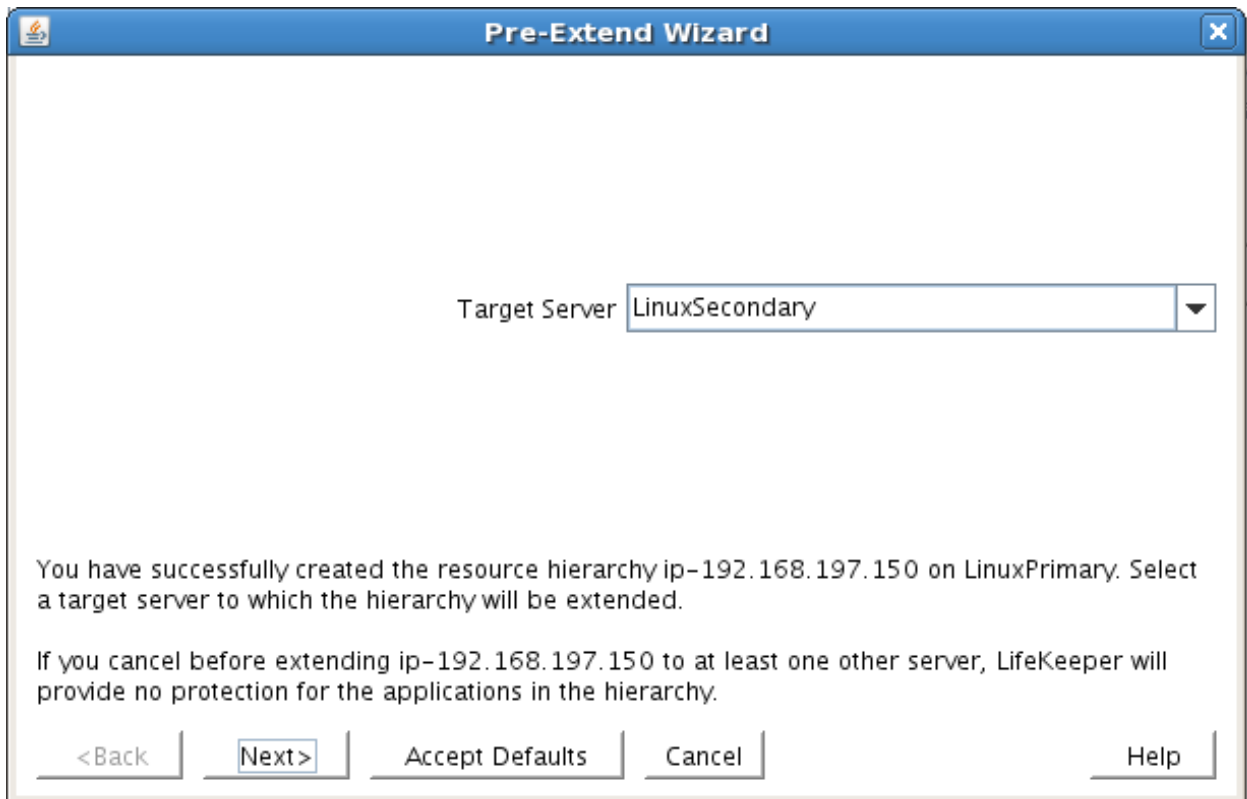 Pre-Extend Wizard
Target Server LinuxSecondary
You have successfully created the resource hierarchy ip-192.168.197.150 on LinuxPrimary. Select
a target server to which the hierarchy will be extended.
If you cancel before extending ip-192.168.197.150 to at least one other server, LifeKeeper will
provide no protection for the applications in the hierarchy.
<Back Next> Accept Defaults Cancel Help